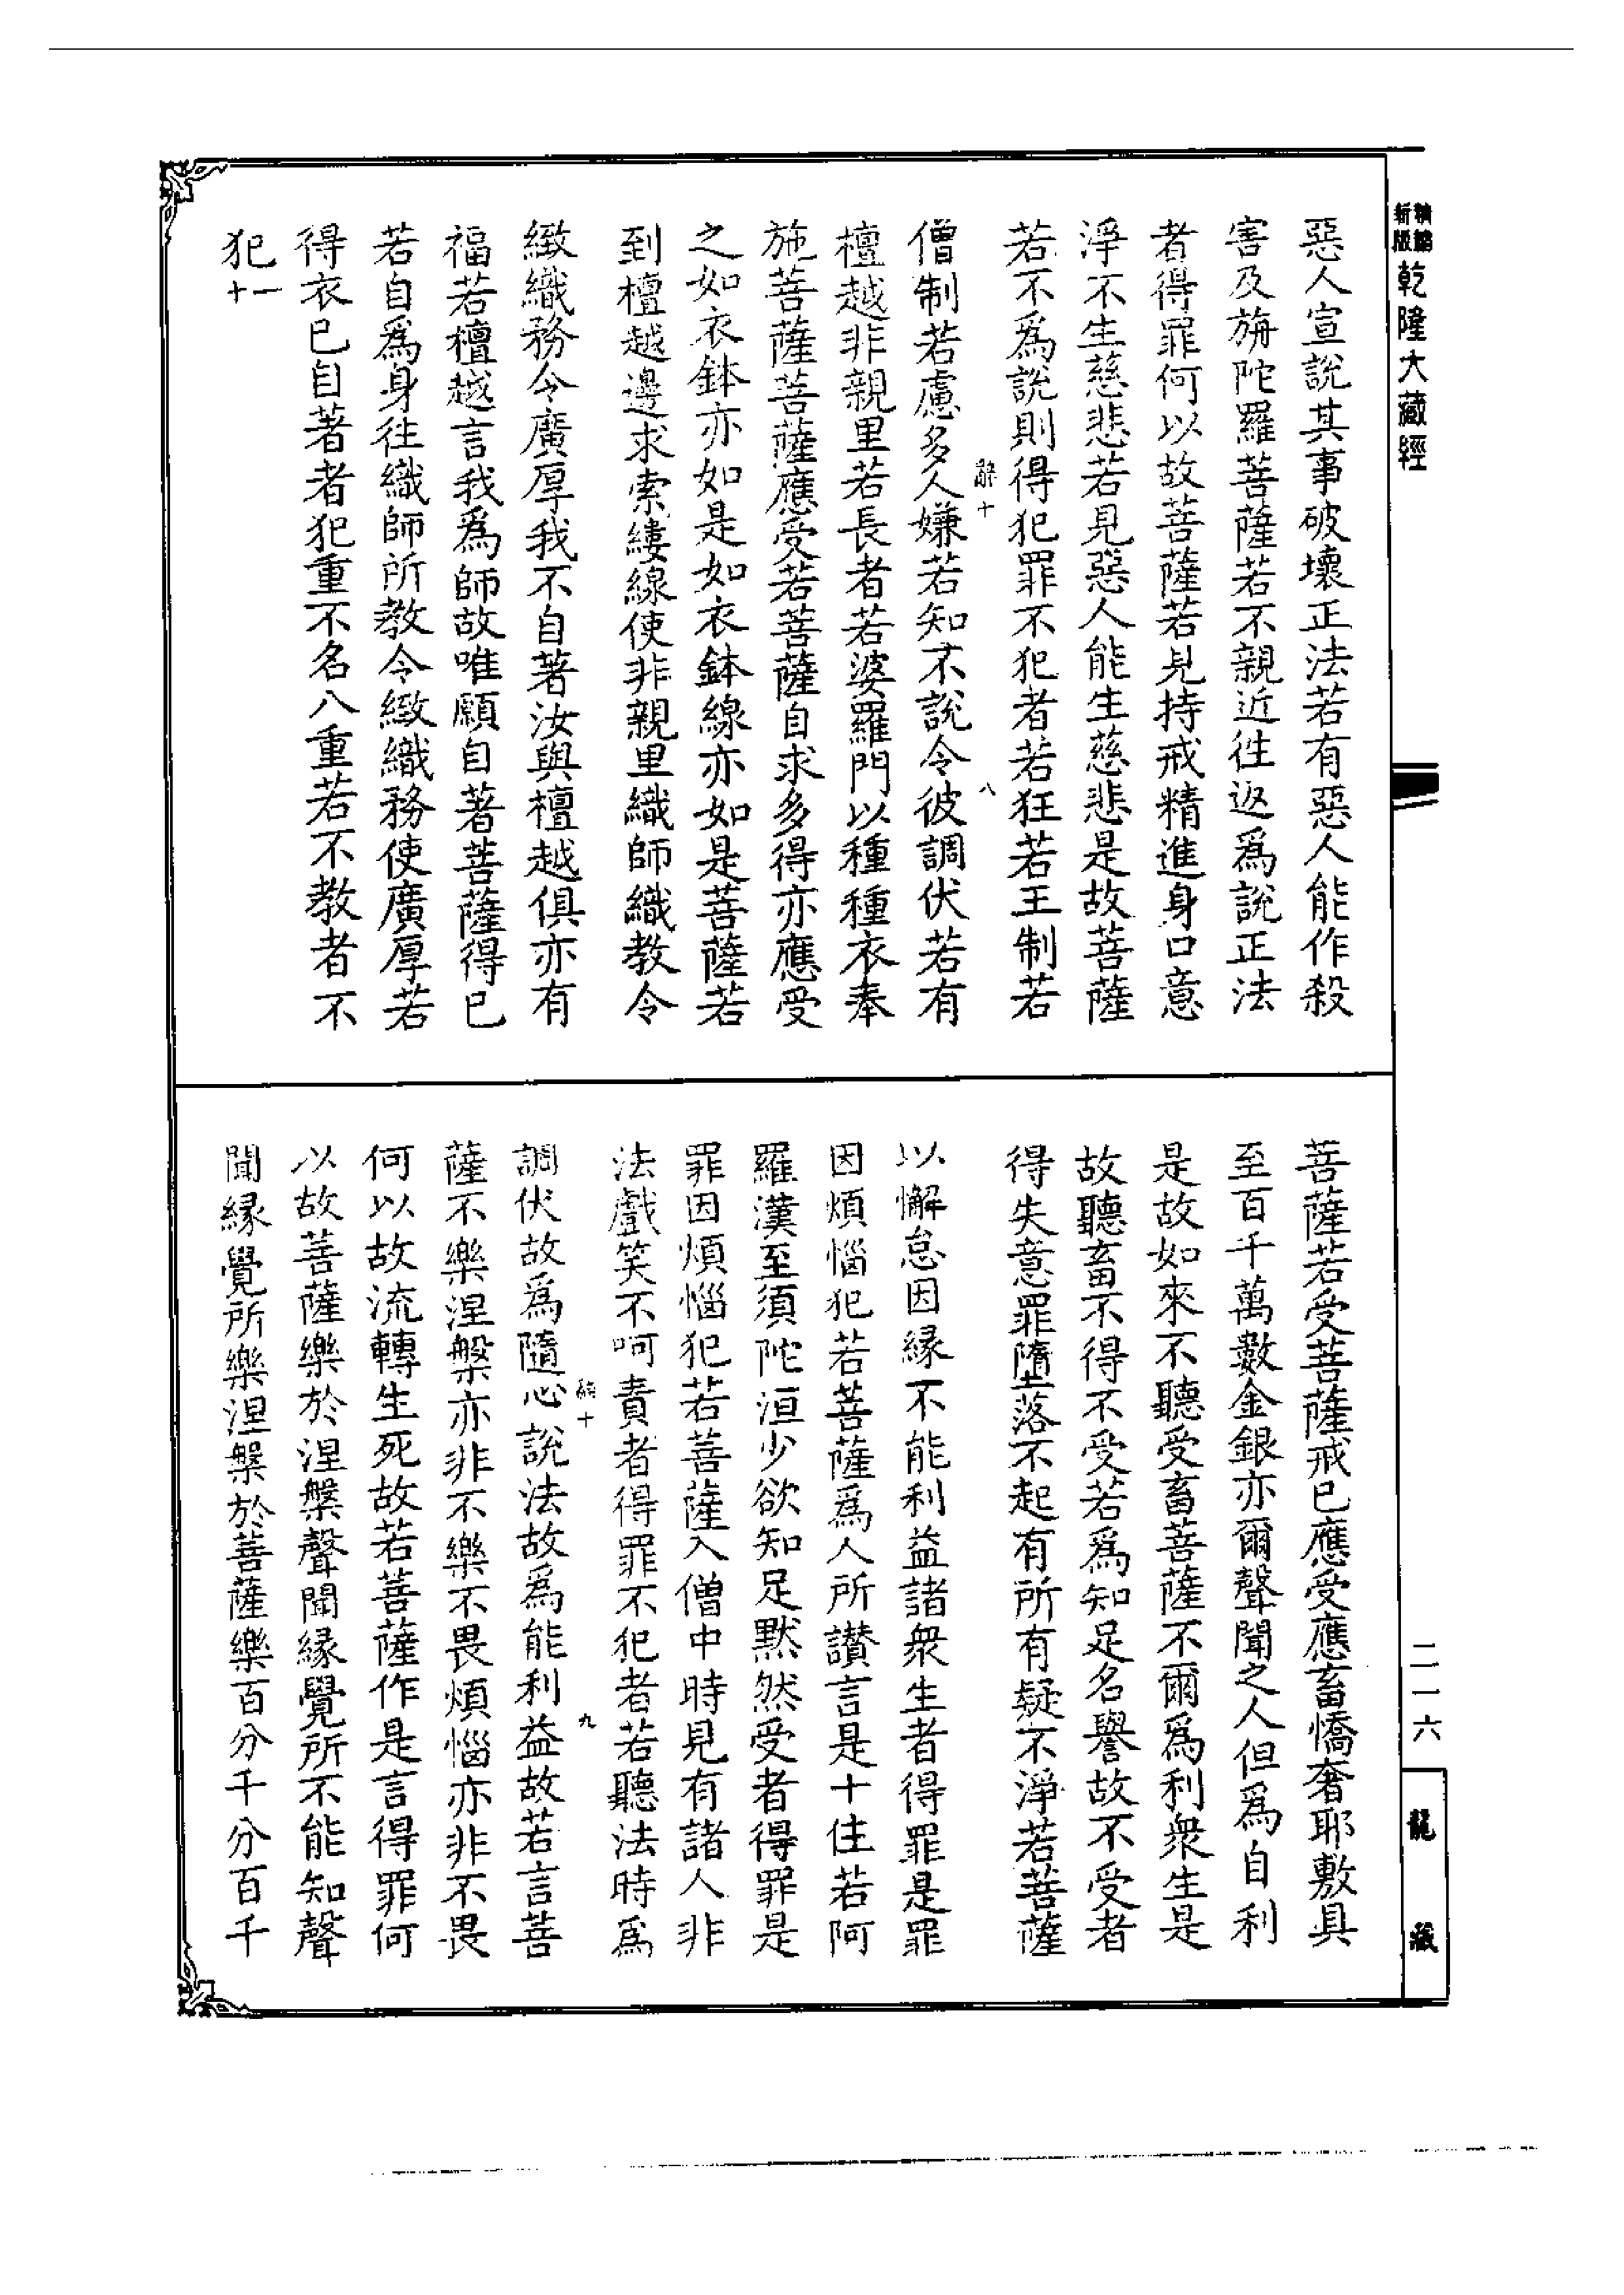 新版
乾隆大藏經
惡人宣說其事破壞正法若有惡人能作殺
害及旃陀羅菩薩若不親近往返爲說正法
者得罪何以故菩薩若見持戒精進身口意
淨不生慈悲若見惡人能生慈悲是故菩薩
若不爲說則得犯罪不犯者若狂若王制若
僧制若慮多人嫌若知不說令彼調伏若有
檀越非親里若長者若婆羅門以種種衣奉
施菩薩菩薩應受若菩薩自求多得亦應受
之如衣鉢亦如是如衣鉢線亦如是菩薩若
到檀越邊求索縷線使非親里織師織教令
緻織務令廣厚我不自著汝與檀越俱亦有
福若檀越言我爲師故唯願自著菩薩得已
若自爲身往織師所教令緻織務使廣厚若
得衣已自著者犯重不名八重若不教者不
犯十一
十
八
菩薩若受菩薩戒已應受應畜憍奢耶敷具
至百千萬數金銀亦爾聲聞之人但爲自利
是故如來不聽受畜菩薩不爾爲利衆生是
故聽畜不得不受若爲知足名譽故不受者
得失意罪墮落不起有所有疑不淨若菩薩
以懈怠因緣不能利益諸衆生者得罪是罪
因煩惱犯若菩薩爲人所讃言是十住若阿
羅漢至須陀洹少欲知足默然受者得罪是
罪因煩惱犯若菩薩入僧中時見有諸人非
法戲笑不呵責者得罪不犯者若聽法時爲
調伏故爲隨心說法故爲能利益故若言菩
薩不樂涅槃亦非不樂不畏煩惱亦非不畏
何以故流轉生死故若菩薩作是言得罪何
以故菩薩樂於涅槃聲聞緣覺所不能知聲
聞緣覺所樂涅槃於菩薩樂百分千分百千
十
九
二一六
龍
藏